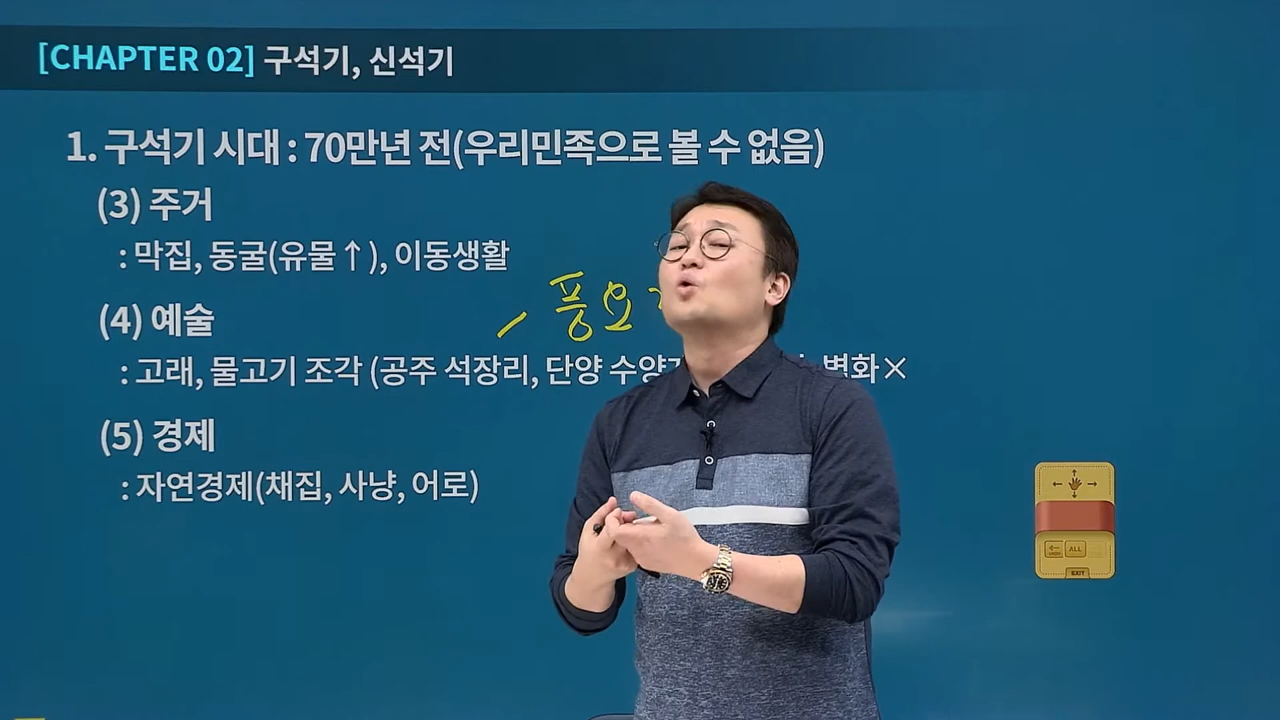 [CHAPTER 02] 구석기, 신석기
1. 구석기 시대 : 70만년 전(우리민족으로 볼 수 없음)
(3) 주거
: 막집, 동굴(유물↑), 이동생활
풍요
(4) 예술
: 고래, 물고기 조각 (공주 석장리, 단양 수양 변화×
(5) 경제
: 자연경제(채집, 사냥, 어로)
ALL
EXIT